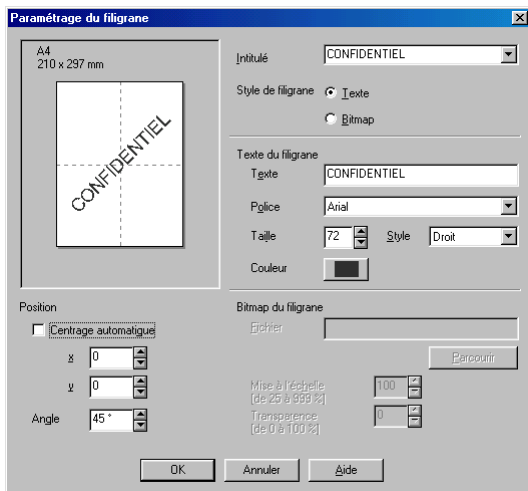 Paramétrage du filigrane
A4
210 x 297 mm
CONFIDENTIEL
Intitulé CONFIDENTIEL
Style de filigrane Texte
Bitmap
Texte du filigrane
Texte CONFIDENTIEL
Police Arial
Taille 72 Style Droit
Couleur
Position
Centrage automatique
x 0
y 0
Angle 45 °
Bitmap du filigrane
Fichier
Parcourir
Mise à l'échelle 100
[de 25 à 999 %]
Transparence 0
[de 0 à 100 %]
OK Annuler Aide